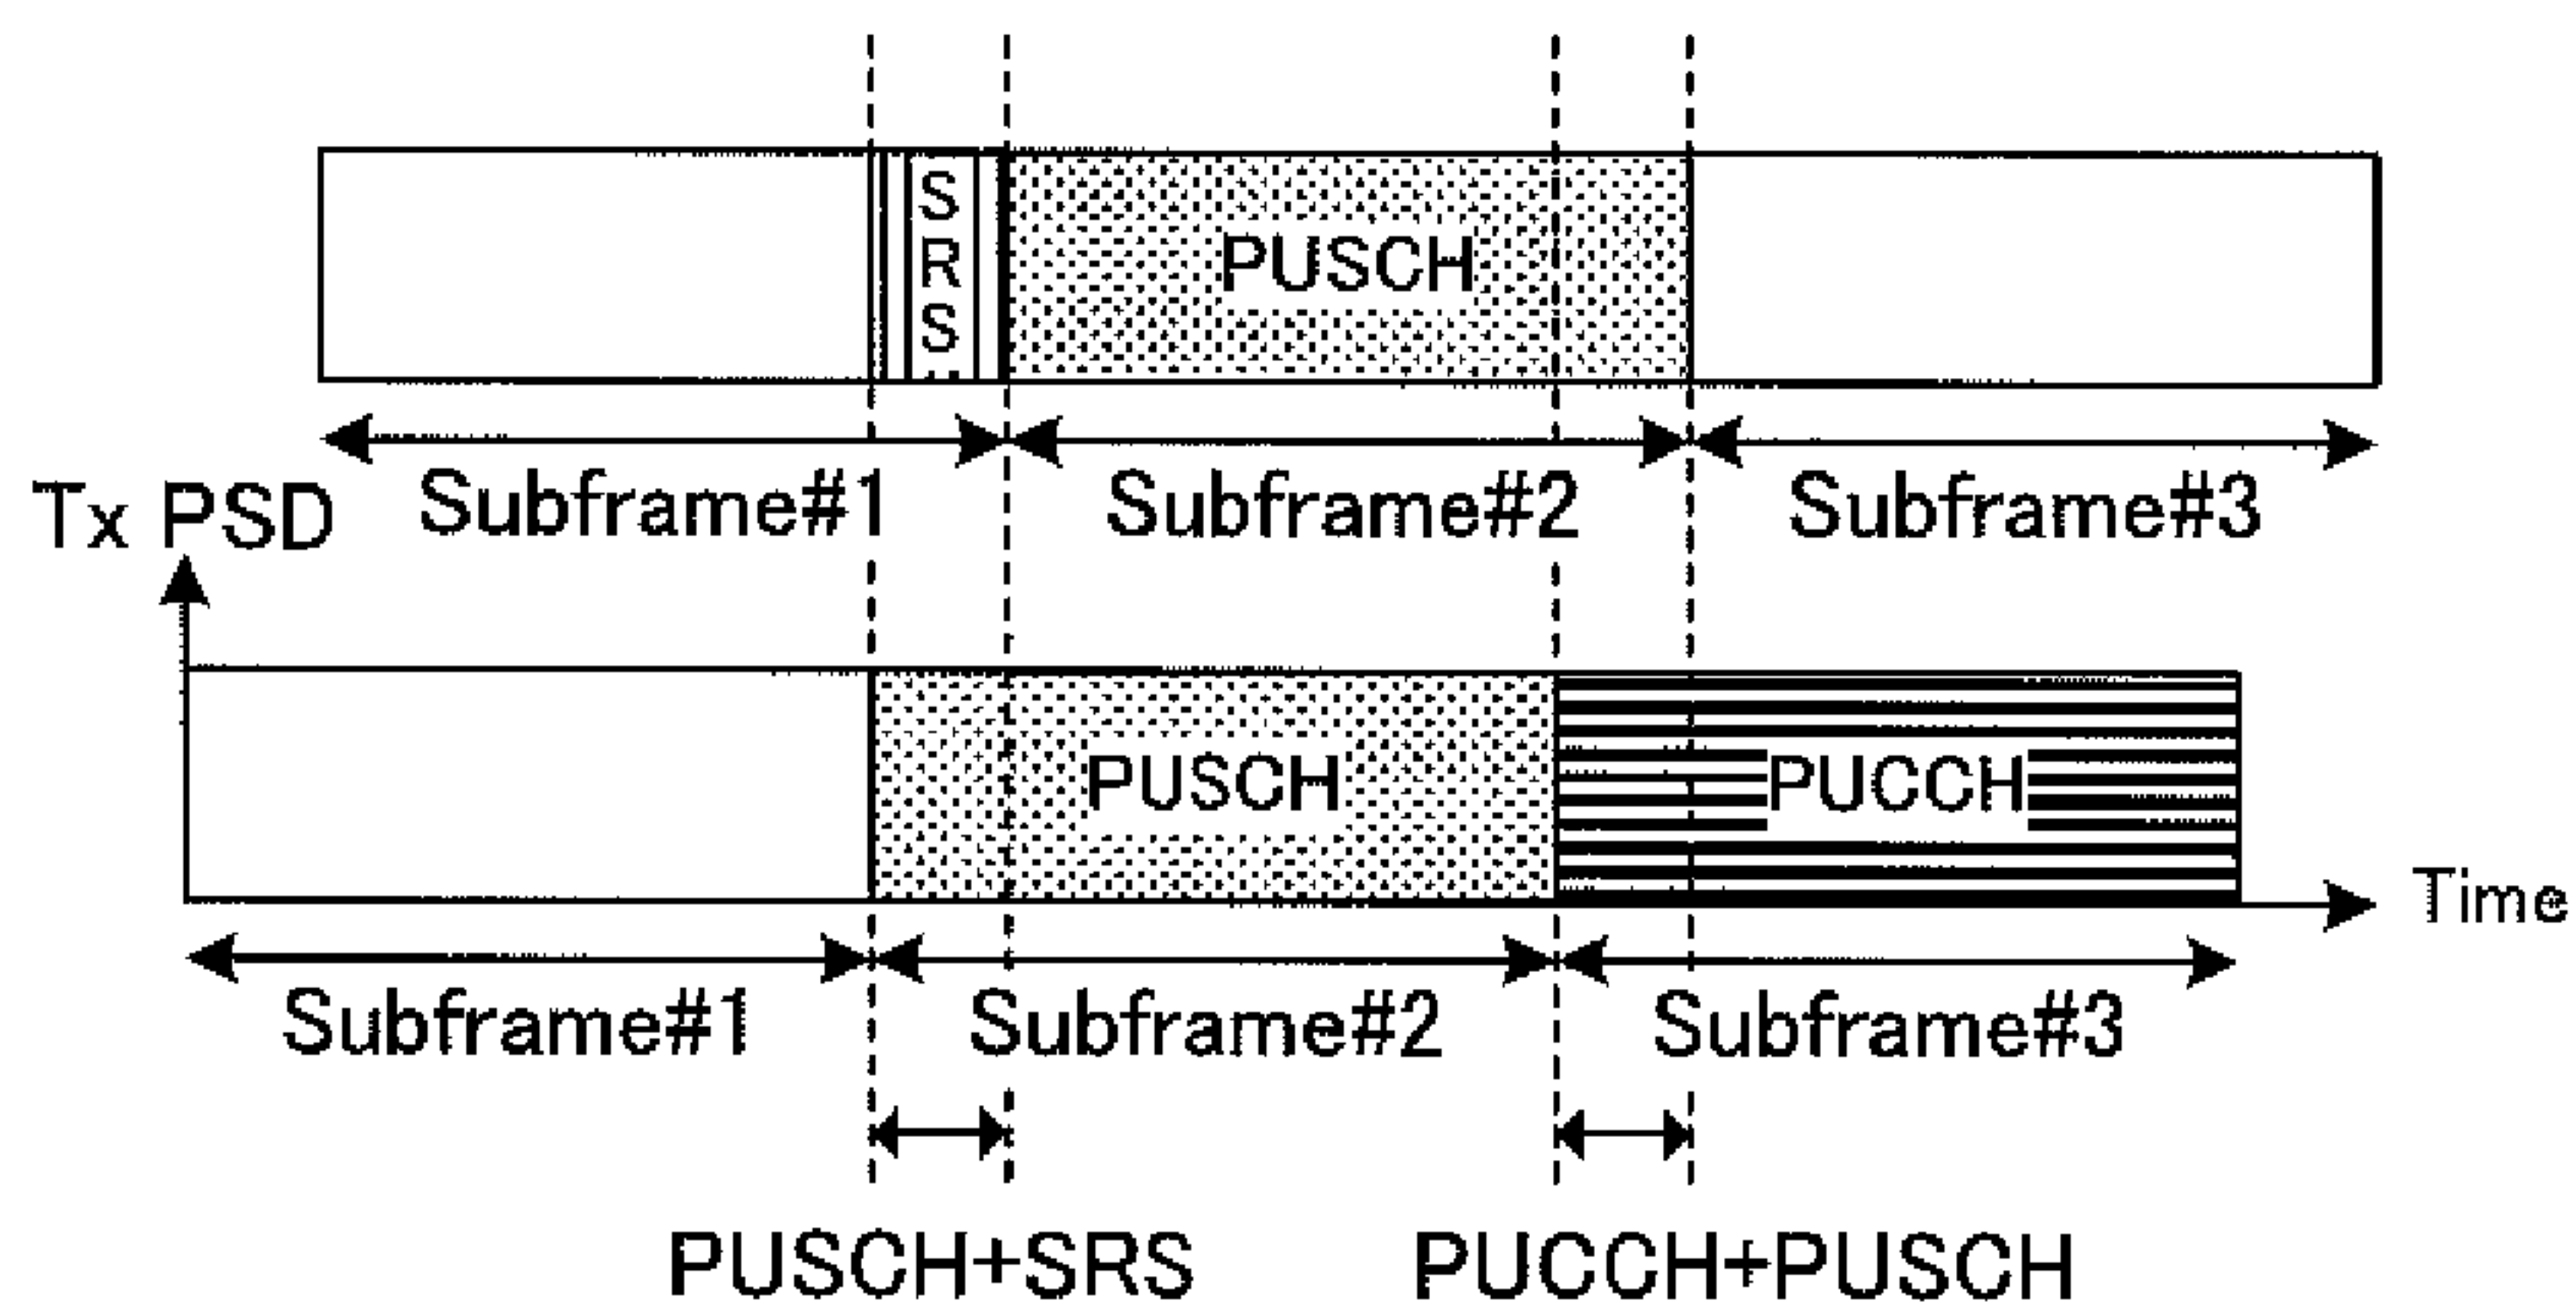 SRS
PUSCH
Subframe#1 Subframe#2 Subframe#3
Tx PSD
PUSCH PUCCH
Time
Subframe#1 Subframe#2 Subframe#3
PUSCH+SRS PUCCH+PUSCH